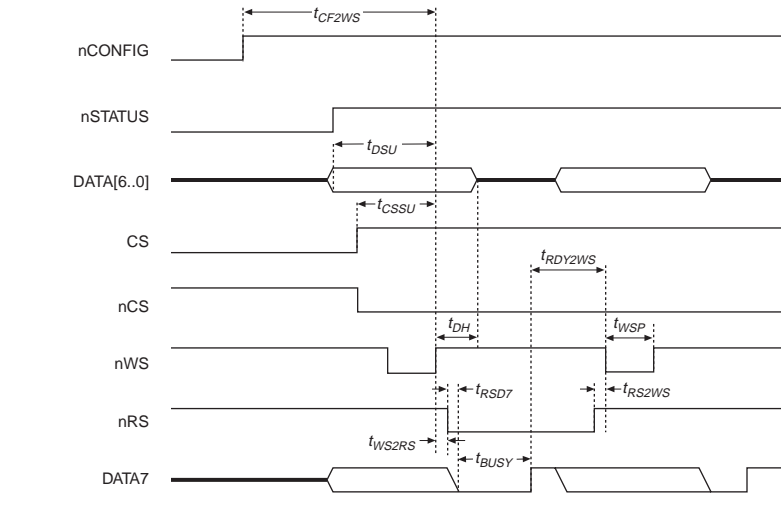 tCF2WS
nCONFIG
nSTATUS
tDSU
DATA[6..0]
tCSSU
CS
tRDY2WS
nCS
tDH
tWSP
nWS
tRSD7
tRS2WS
nRS
tWS2RS
tBUSY
DATA7